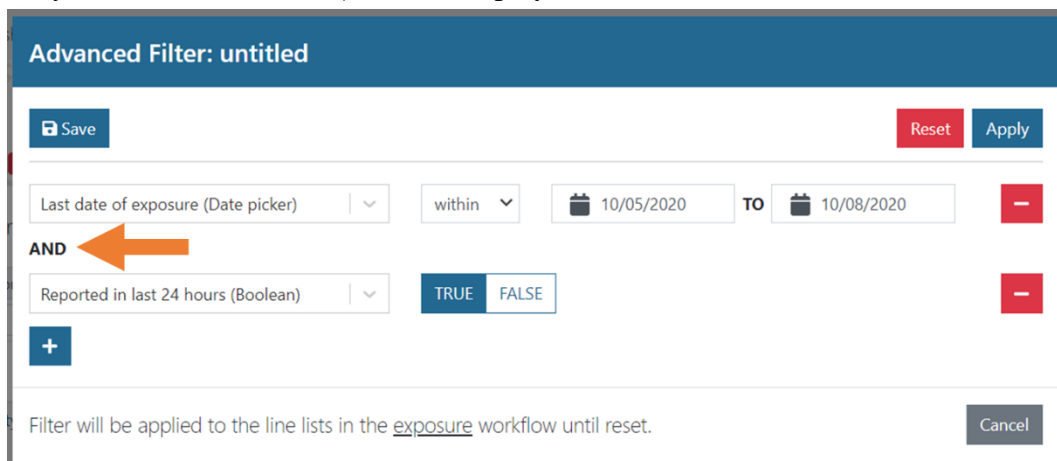 Advanced Filter: untitled
Save Reset Apply
Last date of exposure (Date picker) within 10/05/2020 TO 10/08/2020
AND
Reported in last 24 hours (Boolean) TRUE FALSE
Filter will be applied to the line lists in the exposure workflow until reset.
Cancel